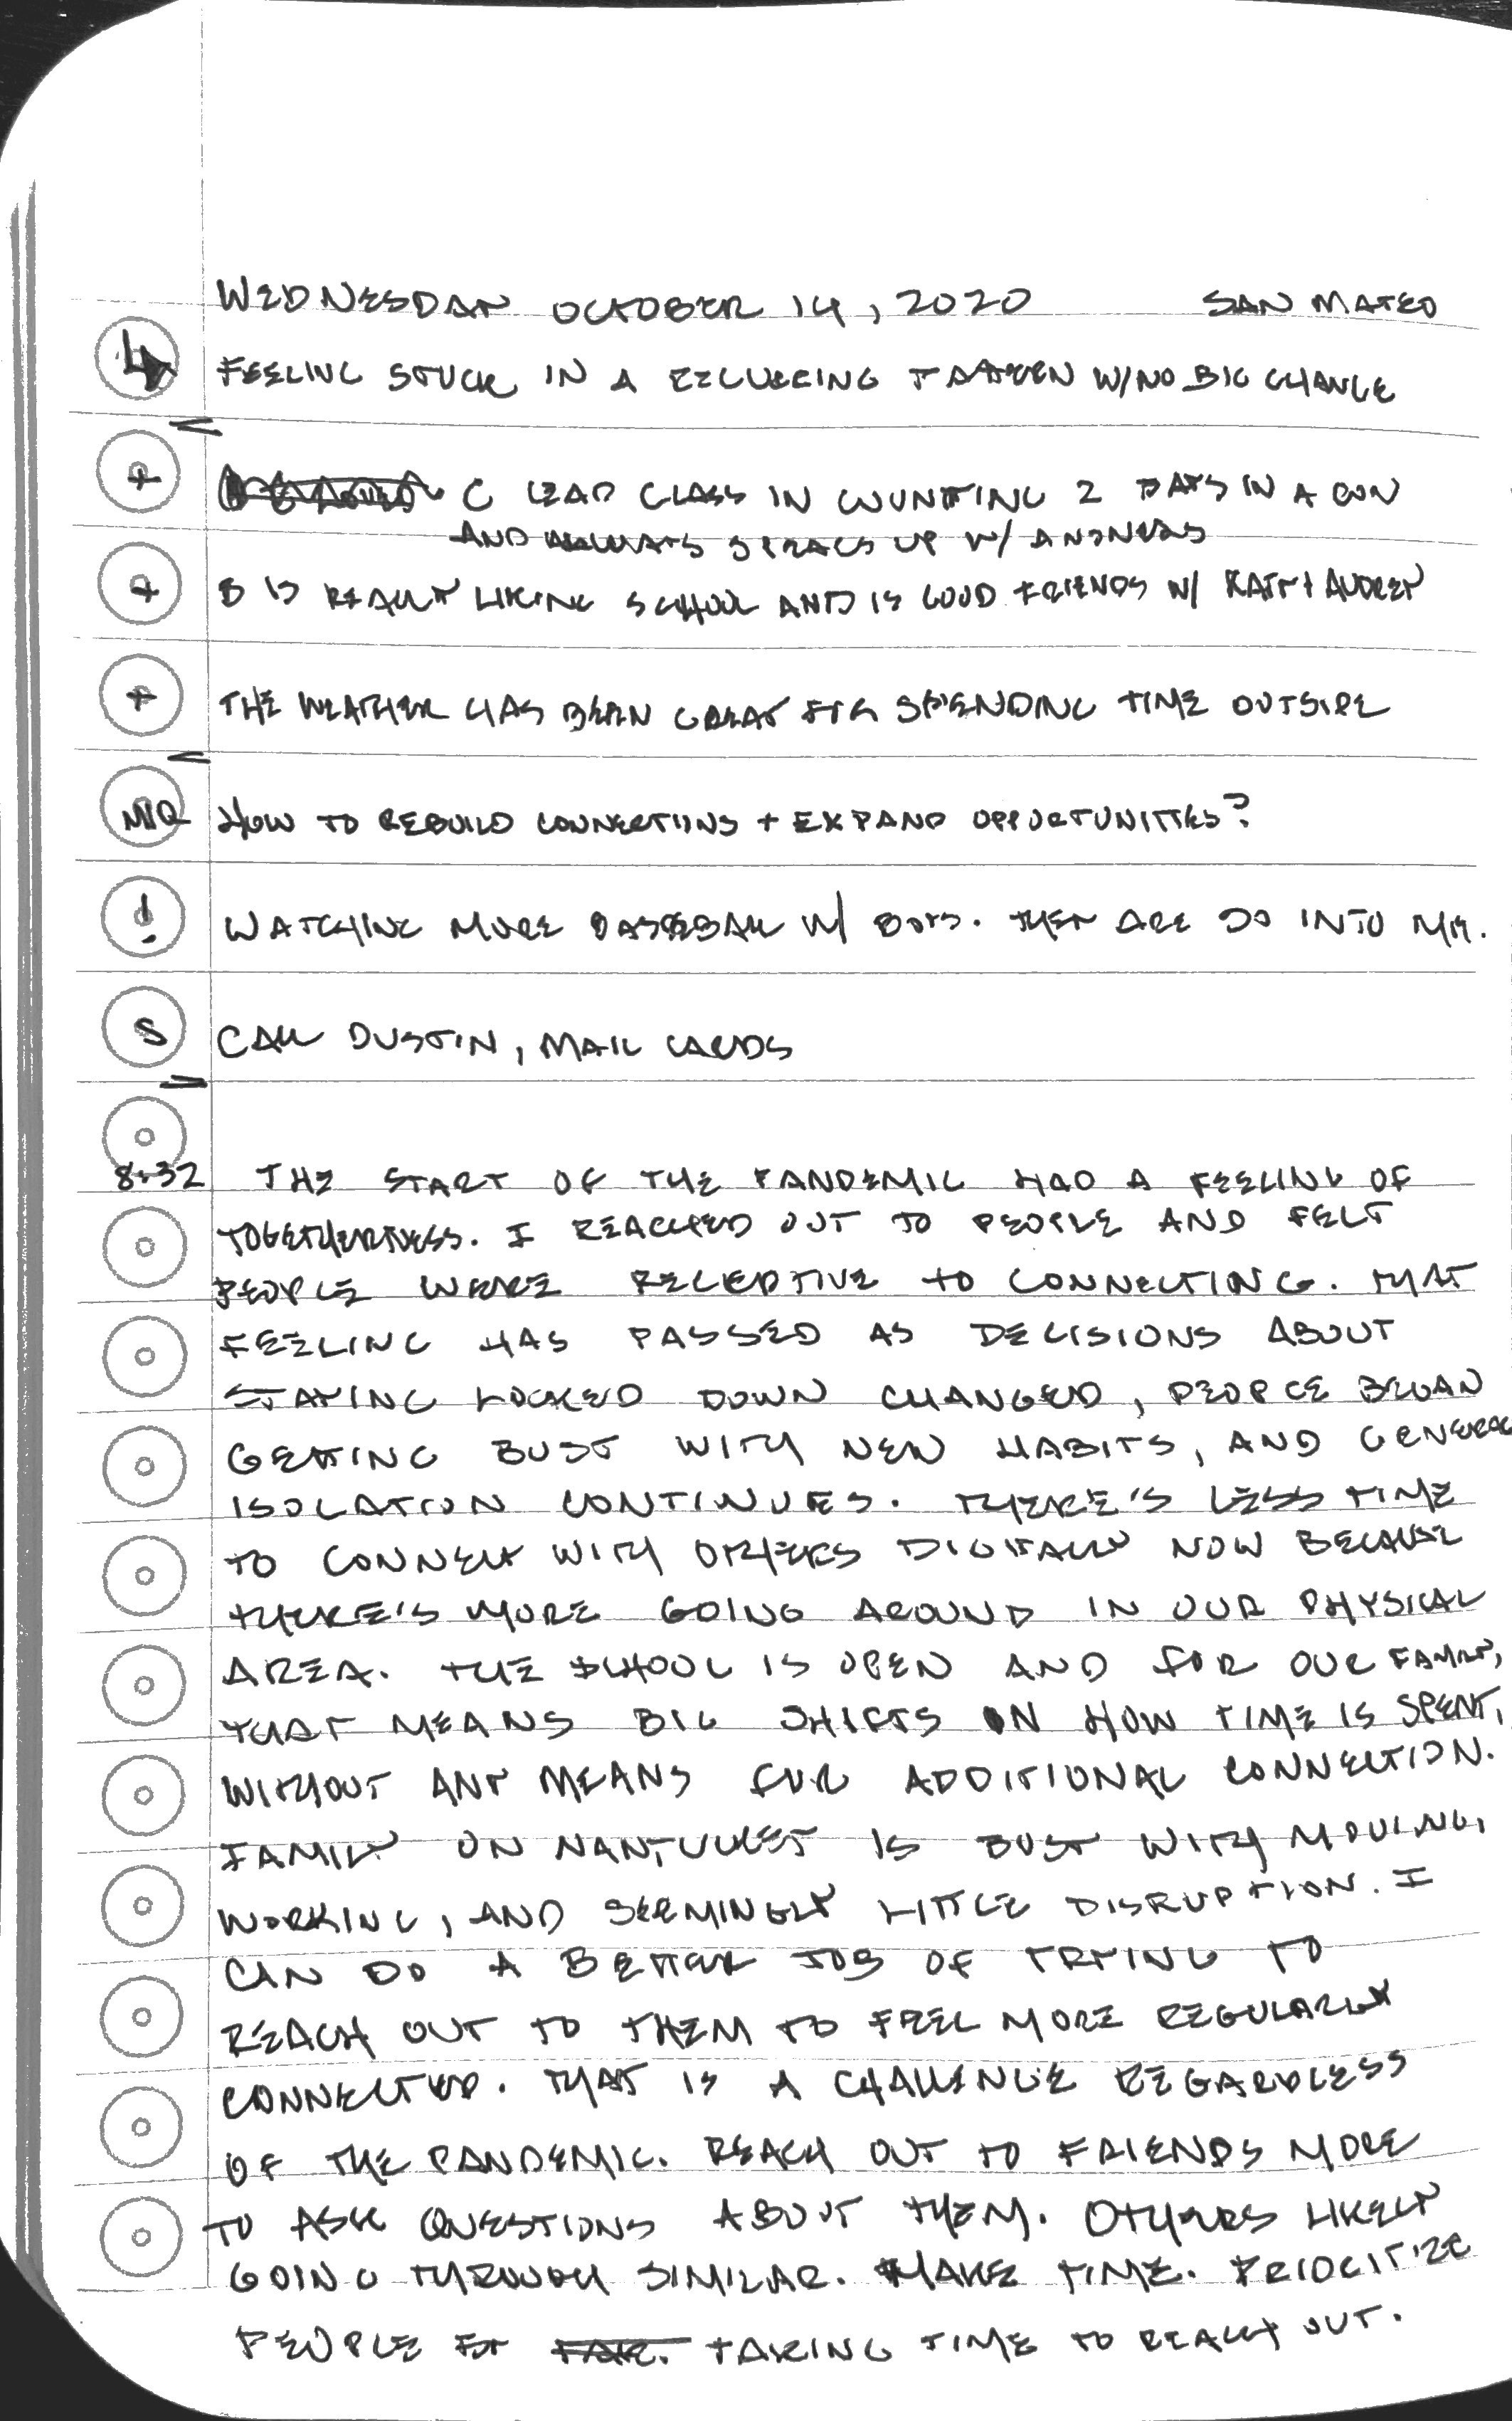 WEDNESDAY OCTOBER 14, 2020 SAN MATEO
FEELING STUCK IN A RECURRING PATTERN W/NO BIG CHANGE
+ C LEAD CLASS IN COUNTING 2 DAYS IN A ROW
AND ALWAYS SPEAKS UP W/ ANSWERS
+ B IS REALLY LIKING SCHOOL AND IS GOOD FRIENDS W/ KATY + AUDREY
+ THE WEATHER HAS BEEN GREAT FOR SPENDING TIME OUTSIDE
MIQ HOW TO REBUILD CONNECTIONS + EXPAND OPPORTUNITIES?
! WATCHING MORE BASEBALL W/ BOYS. THEY ARE SO INTO IT.
S CALL DUSTIN, MAIL CARDS
8:32 THE START OF THE PANDEMIC HAD A FEELING OF
TOGETHERNESS. I REACHED OUT TO PEOPLE AND FELT
PEOPLE WERE RECEPTIVE TO CONNECTING. THAT
FEELING HAS PASSED AS DECISIONS ABOUT
STAYING LOCKED DOWN CHANGED, PEOPLE BEGAN
GETTING BUSY WITH NEW HABITS, AND GENERAL
ISOLATION CONTINUES. THERE'S LESS TIME
TO CONNECT WITH OTHERS DIGITALLY NOW BECAUSE
THERE'S MORE GOING AROUND IN OUR PHYSICAL
AREA. THE SCHOOL IS OPEN AND FOR OUR FAMILY,
THAT MEANS BIG SHIFTS ON HOW TIME IS SPENT,
WITHOUT ANY MEANS FOR ADDITIONAL CONNECTION.
FAMILY ON NANTUCKET IS BUSY WITH MOVING,
WORKING, AND SEEMINGLY LITTLE DISRUPTION. I
CAN DO A BETTER JOB OF TRYING TO
REACH OUT TO THEM TO FEEL MORE REGULARLY
CONNECTED. THAT IS A CHALLENGE REGARDLESS
OF THE PANDEMIC. REACH OUT TO FRIENDS MORE
TO ASK QUESTIONS ABOUT THEM. OTHERS LIKELY
GOING THROUGH SIMILAR. MAKE TIME. PRIORITIZE
PEOPLE BY TAKING TIME TO REACH OUT.